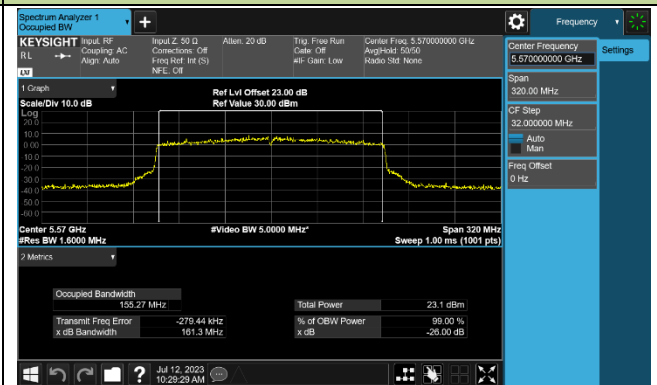 Spectrum Analyzer 1
Occupied BW
+
Frequency
KEYSIGHT
RL
LXI
Input: RF
Coupling: AC
Align: Auto
Input Z: 50 Ω
Corrections: Off
Freq Ref: Int (S)
NFE: Off
Atten: 20 dB
Trig: Free Run
Gate: Off
#IF Gain: Low
Center Freq: 5.570000000 GHz
Avg|Hold: 50/50
Radio Std: None
Center Frequency
5.570000000 GHz
Settings
Span
320.00 MHz
CF Step
32.000000 MHz
Auto
Man
Freq Offset
0 Hz
1 Graph
Scale/Div 10.0 dB
Ref Lvl Offset 23.00 dB
Ref Value 30.00 dBm
Log
20.0
10.0
0.00
-10.0
-20.0
-30.0
-40.0
-50.0
-60.0
Center 5.57 GHz
#Video BW 5.0000 MHz*
Span 320 MHz
#Res BW 1.6000 MHz
Sweep 1.00 ms (1001 pts)
2 Metrics
Occupied Bandwidth
155.27 MHz
Total Power
23.1 dBm
Transmit Freq Error
-279.44 kHz
% of OBW Power
99.00 %
x dB Bandwidth
161.3 MHz
x dB
-26.00 dB
?
Jul 12, 2023
10:29:29 AM